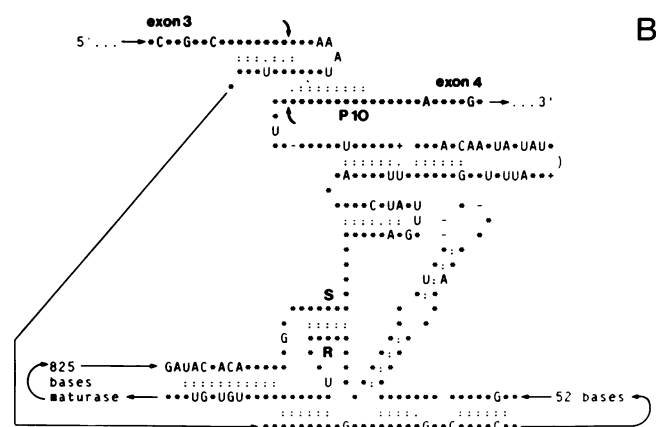 B
exon 3
5'...→•C•G•C••••••••••••AA
A
••U••••••U
exon 4
•••••••••••••••••A•••G•→...3'
P 10
U
••-•••••U•••••+ •••A•CAA•UA•UAU•
)
A••••UU•••••G•U•UUA••+
••••C•UA•U •-
U -
••••A•G• -
U:A
S
G
R
825 GAUAC•ACA•••••
bases U
maturase •••UG•UGU••••••••
•••••••• •••••G••←52 bases
••••••••G•••••••G••C••••C••